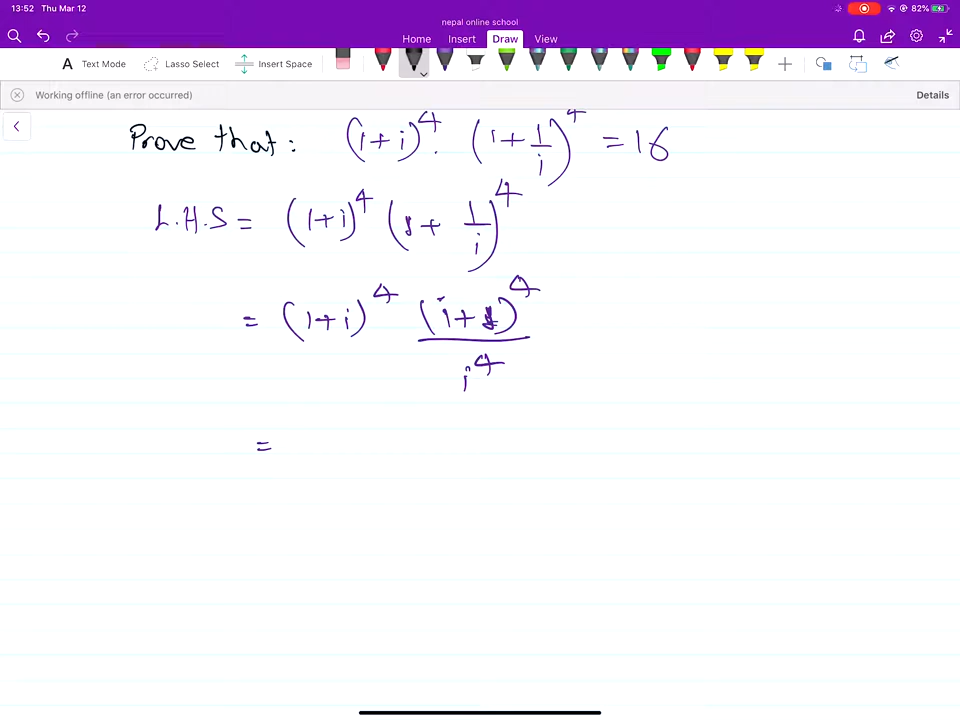 13:52 Thu Mar 12
82%
nepal online school
Home Insert Draw View
A Text Mode Lasso Select Insert Space
Working offline (an error occurred) Details
Prove that: (1+i)^4 . (1+1/i)^4 = 16
L.H.S = (1+i)^4 (1+1/i)^4
= (1+i)^4 (i+1)^4/i^4
=